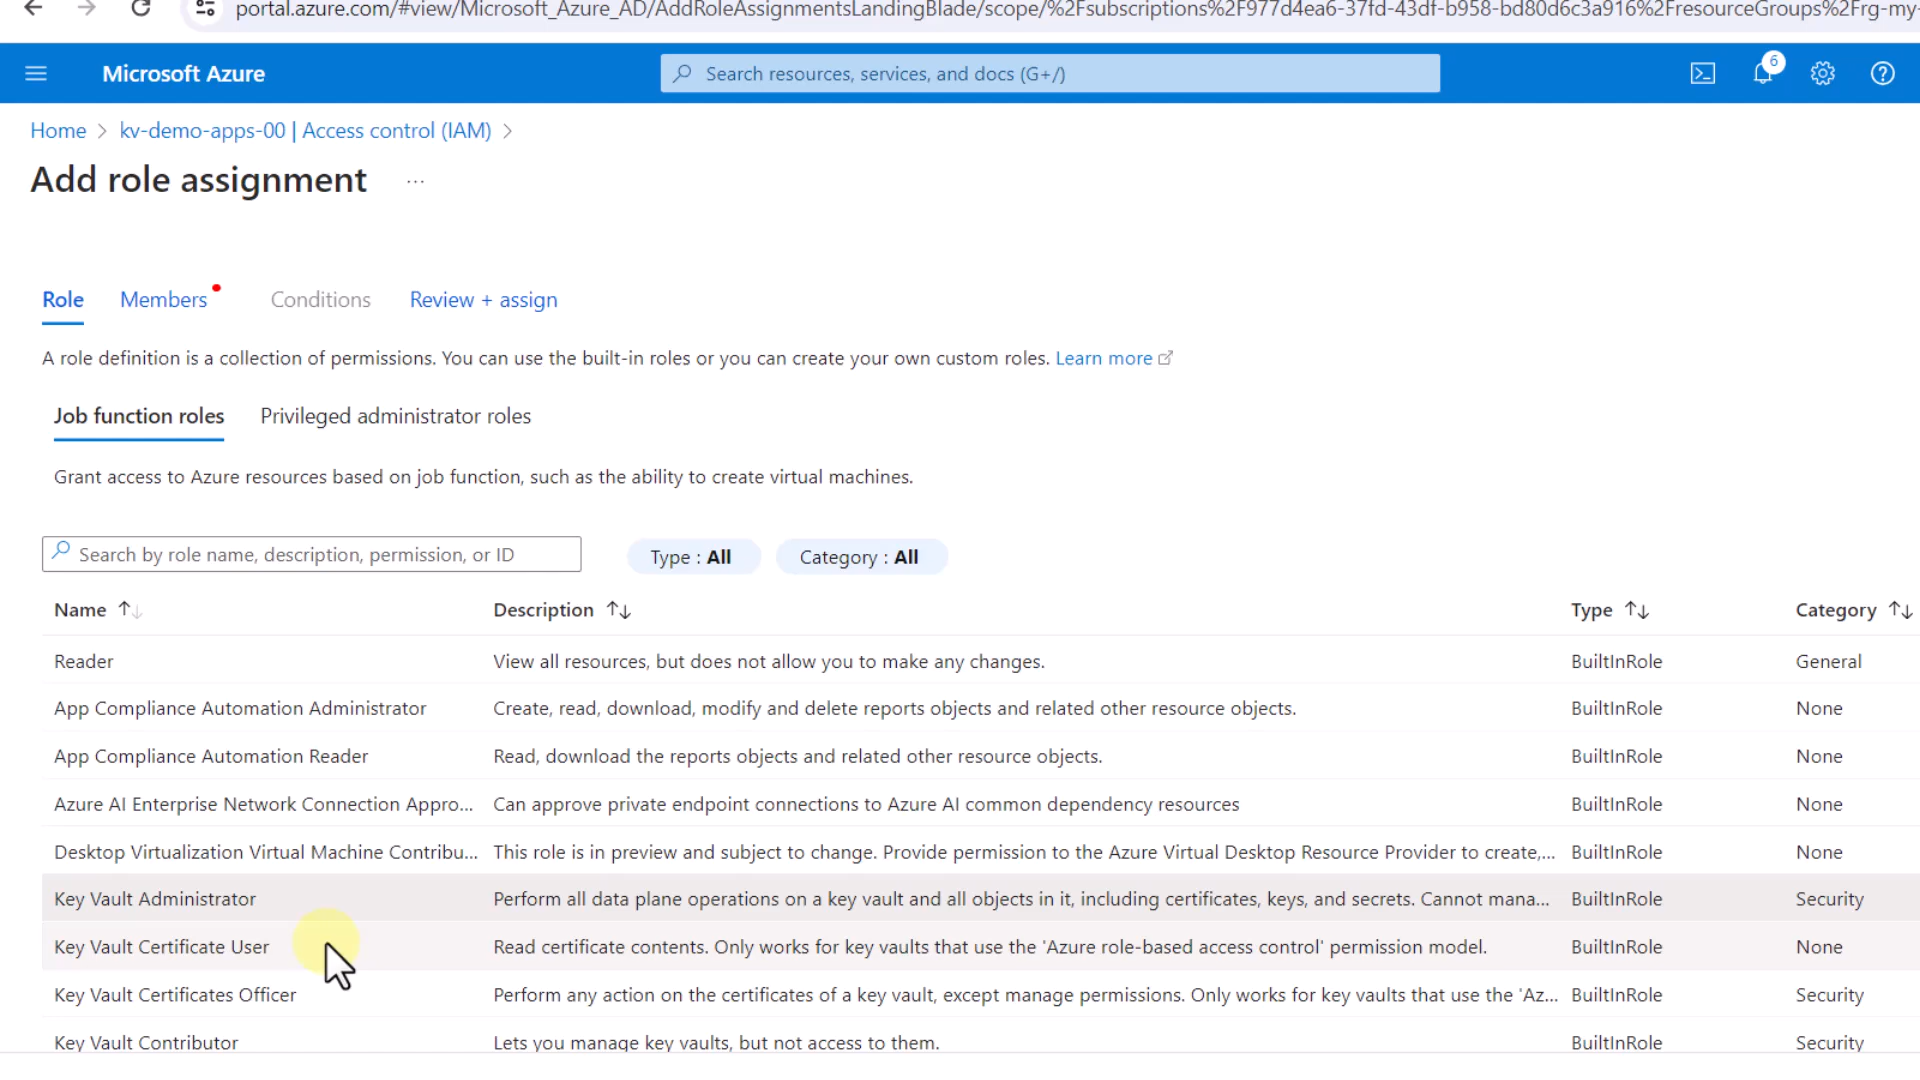 portal.azure.com/#view/Microsoft_Azure_AD/AddRoleAssignmentsLandingBlade/scope/%2Fsubscriptions%2F977d4ea6-37fd-43df-b958-bd80d6c3a916%2FresourceGroups%2Frg-my-
Microsoft Azure
Search resources, services, and docs (G+/)
6
Home > kv-demo-apps-00 | Access control (IAM) >
Add role assignment ...
Role Members Conditions Review + assign
A role definition is a collection of permissions. You can use the built-in roles or you can create your own custom roles. Learn more
Job function roles Privileged administrator roles
Grant access to Azure resources based on job function, such as the ability to create virtual machines.
Search by role name, description, permission, or ID Type : All Category : All
Name ↑↓ Description ↑↓ Type ↑↓ Category ↑↓
Reader View all resources, but does not allow you to make any changes. BuiltInRole General
App Compliance Automation Administrator Create, read, download, modify and delete reports objects and related other resource objects. BuiltInRole None
App Compliance Automation Reader Read, download the reports objects and related other resource objects. BuiltInRole None
Azure AI Enterprise Network Connection Appro... Can approve private endpoint connections to Azure AI common dependency resources BuiltInRole None
Desktop Virtualization Virtual Machine Contribu... This role is in preview and subject to change. Provide permission to the Azure Virtual Desktop Resource Provider to create,... BuiltInRole None
Key Vault Administrator Perform all data plane operations on a key vault and all objects in it, including certificates, keys, and secrets. Cannot mana... BuiltInRole Security
Key Vault Certificate User Read certificate contents. Only works for key vaults that use the 'Azure role-based access control' permission model. BuiltInRole None
Key Vault Certificates Officer Perform any action on the certificates of a key vault, except manage permissions. Only works for key vaults that use the 'Az... BuiltInRole Security
Key Vault Contributor Lets you manage key vaults, but not access to them. BuiltInRole Security